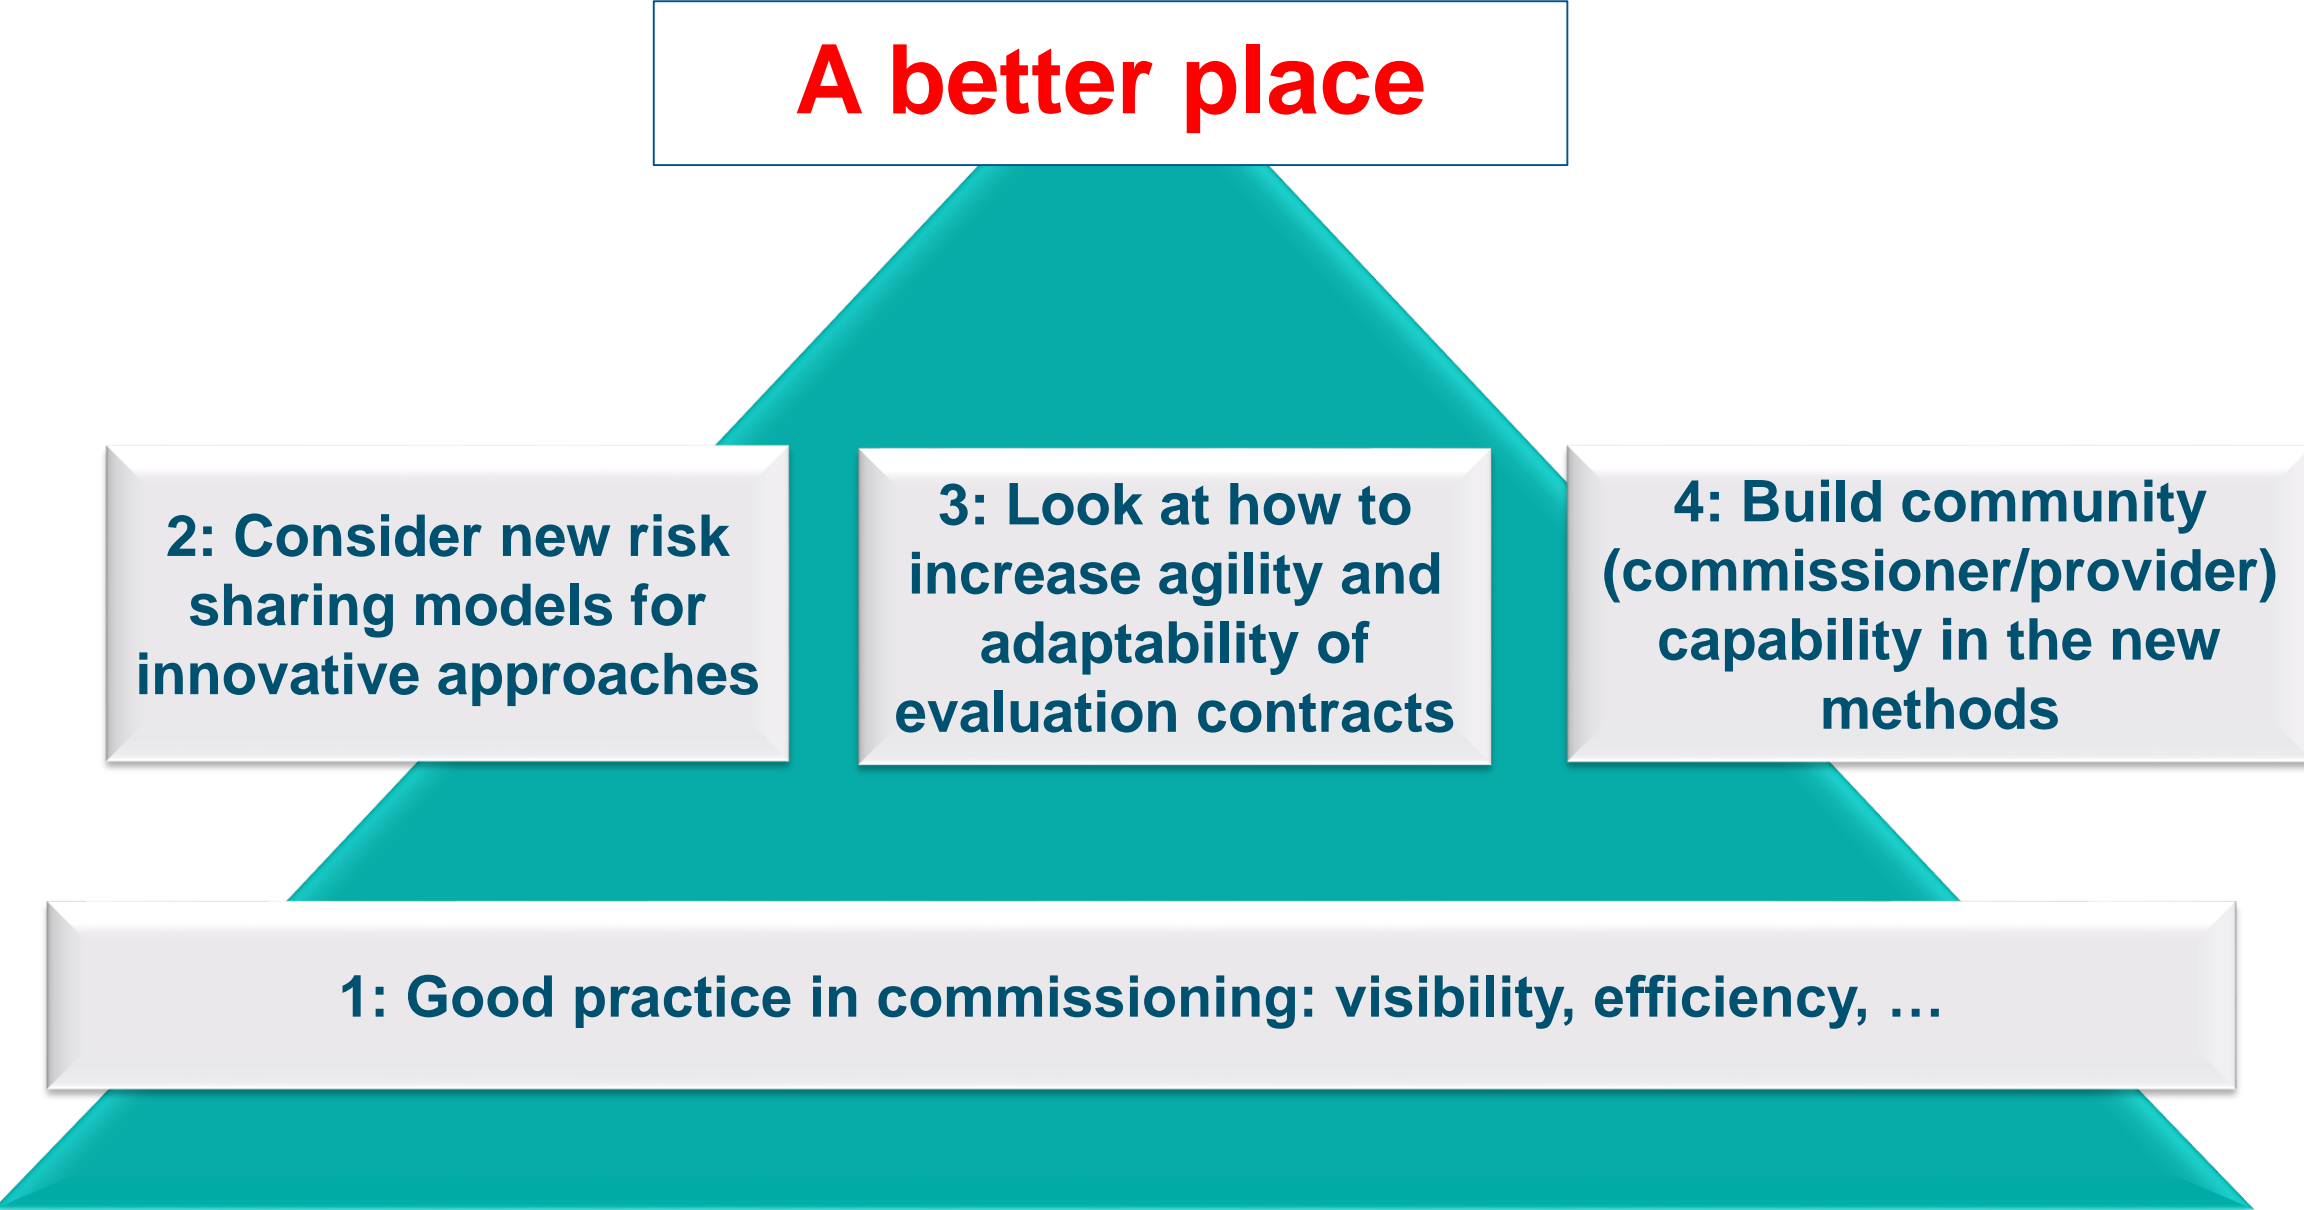 A better place
2: Consider new risk
sharing models for
innovative approaches
3: Look at how to
increase agility and
adaptability of
evaluation contracts
4: Build community
(commissioner/provider)
capability in the new
methods
1: Good practice in commissioning: visibility, efficiency, …